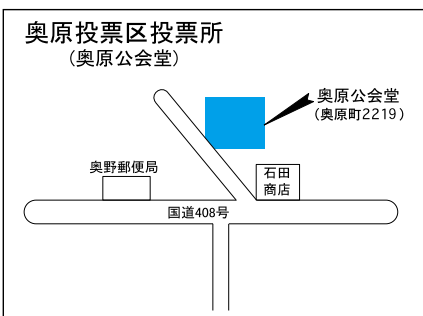 奥原投票区投票所
(奥原公会堂)
奥原公会堂
(奥原町2219)
奥野郵便局
石田
商店
国道408号